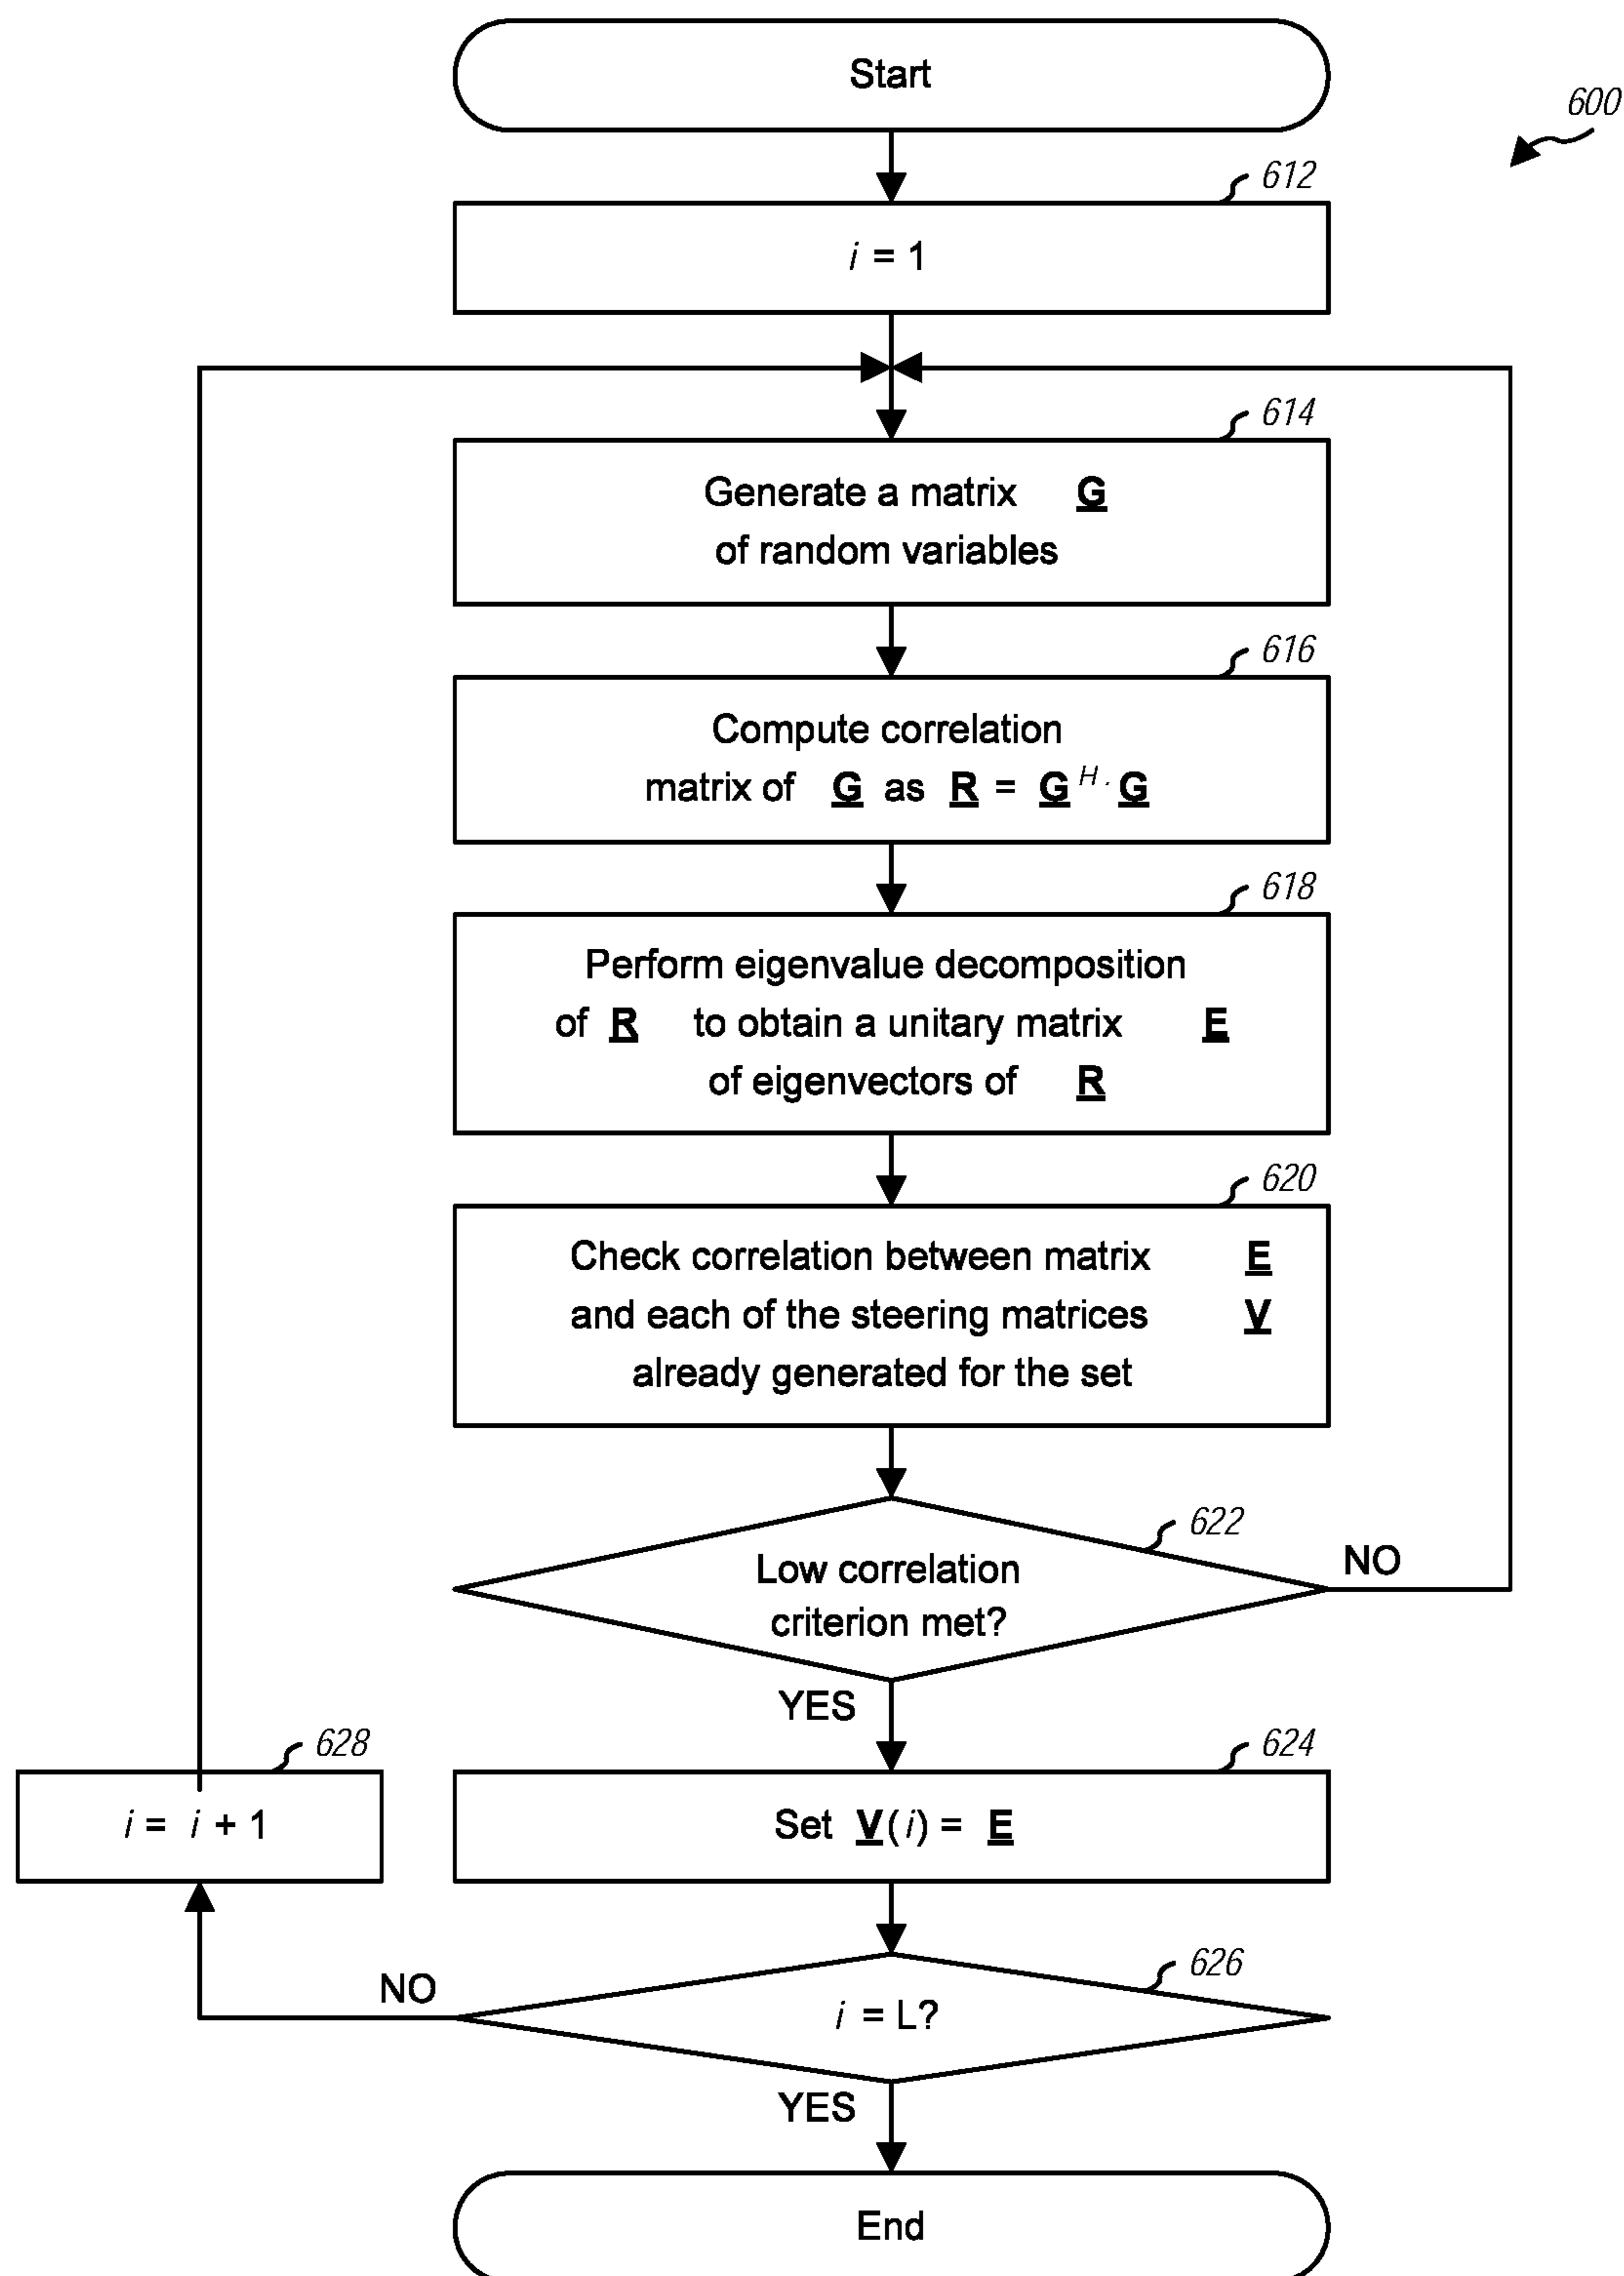 Start
600
612
i = 1
614
Generate a matrix G
of random variables
616
Compute correlation
matrix of G as R = G H · G
618
Perform eigenvalue decomposition
of R to obtain a unitary matrix E
of eigenvectors of R
620
Check correlation between matrix E
and each of the steering matrices V
already generated for the set
622
Low correlation
criterion met?
NO
YES
628
i = i + 1
624
Set V(i) = E
626
NO
i = L?
YES
End